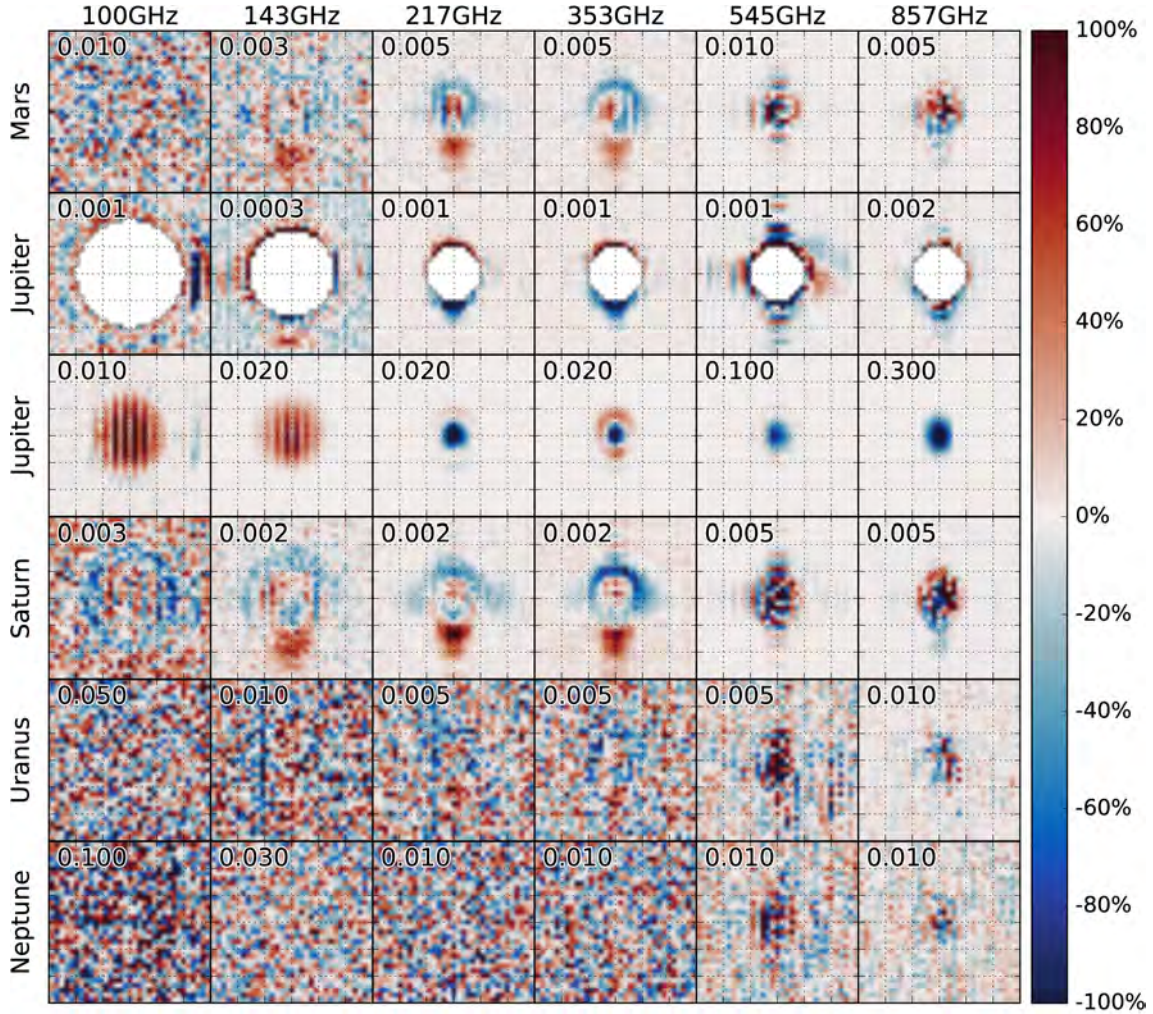 100GHz 143GHz 217GHz 353GHz 545GHz 857GHz
Mars 0.010 0.003 0.005 0.005 0.010 0.005
Jupiter 0.001 0.0003 0.001 0.001 0.001 0.002
Jupiter 0.010 0.020 0.020 0.020 0.100 0.300
Saturn 0.003 0.002 0.002 0.002 0.005 0.005
Uranus 0.050 0.010 0.005 0.005 0.005 0.010
Neptune 0.100 0.030 0.010 0.010 0.010 0.010
100%
80%
60%
40%
20%
0%
-20%
-40%
-60%
-80%
-100%